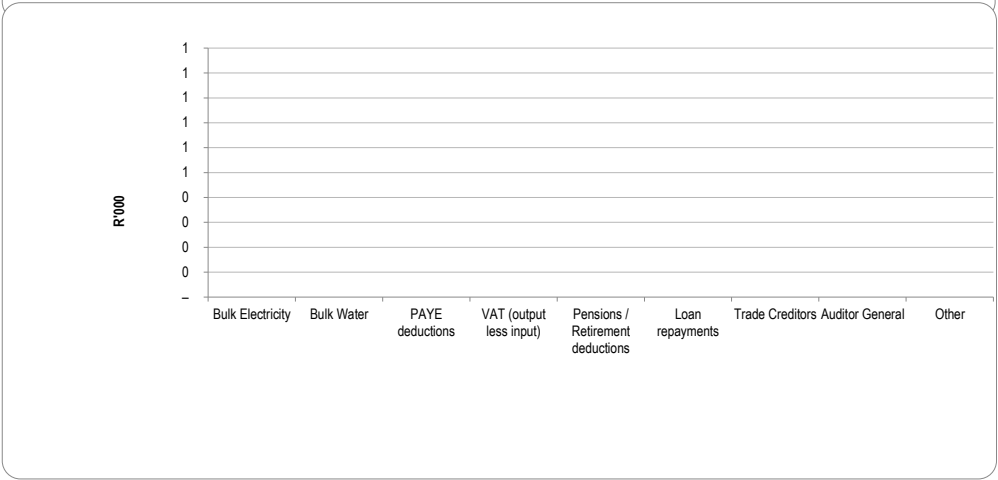 1
1
1
1
1
1
0
0
0
0
–
R'000
Bulk Electricity Bulk Water PAYE VAT (output Pensions / Loan Trade Creditors Auditor General Other
deductions less input) Retirement repayments
deductions